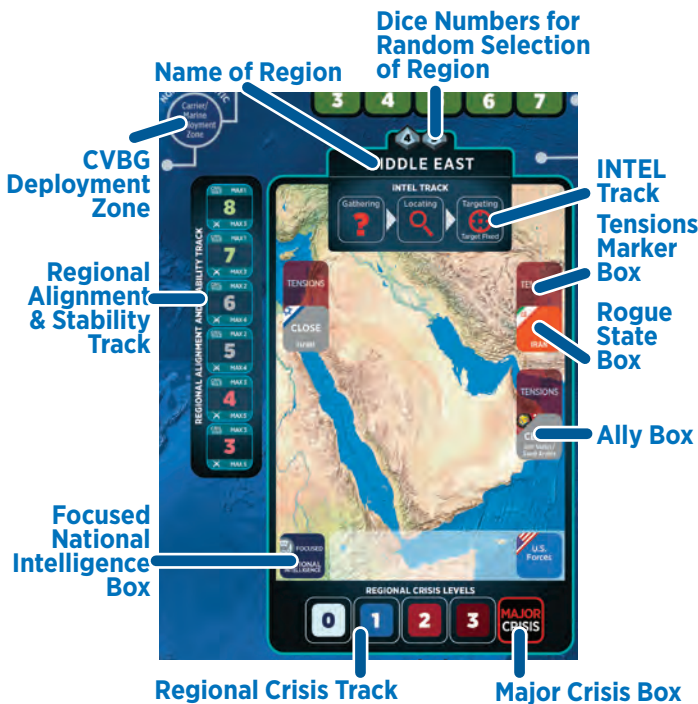 Dice Numbers for
Random Selection
of Region
Name of Region
3 4 6 7
Carrier/
Marine
Zone
4
MIDDLE EAST
INTEL TRACK
Gathering Locating Targeting
?
Target Fixed
CVBG
Deployment
Zone
INTEL
Track
Tensions
Marker
Box
Regional
Alignment
& Stability
Track
REGIONAL ALIGNMENT AND STABILITY TRACK
MAX 1
8
MAX 3
MAX 1
7
MAX 3
MAX 2
6
MAX 4
MAX 2
5
MAX 4
MAX 3
4
MAX 5
MAX 3
3
MAX 5
TENSIONS
CLOSE
Israel
IRAN
TENSIONS
Rogue
State
Box
Ally Box
Focused
National
Intelligence
Box
FOCUSED
U.S.
Forces
REGIONAL CRISIS LEVELS
0 1 2 3 MAJOR
CRISIS
Regional Crisis Track
Major Crisis Box